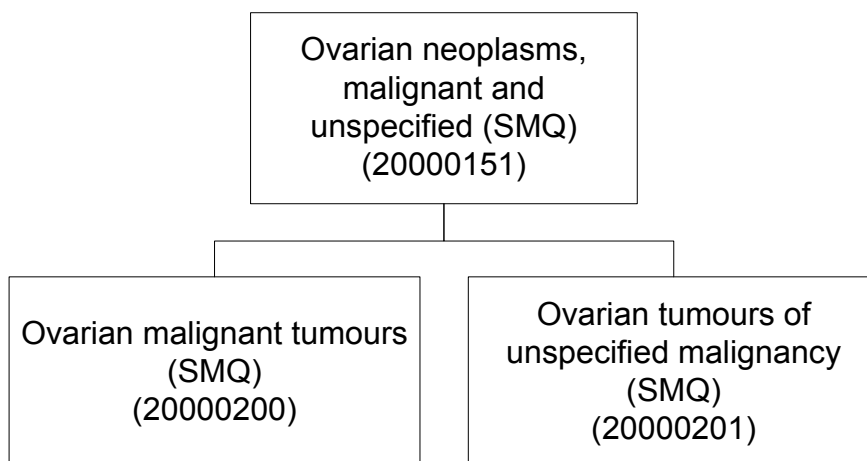 Ovarian neoplasms,
malignant and
unspecified (SMQ)
(20000151)
Ovarian malignant tumours
(SMQ)
(20000200)
Ovarian tumours of
unspecified malignancy
(SMQ)
(20000201)